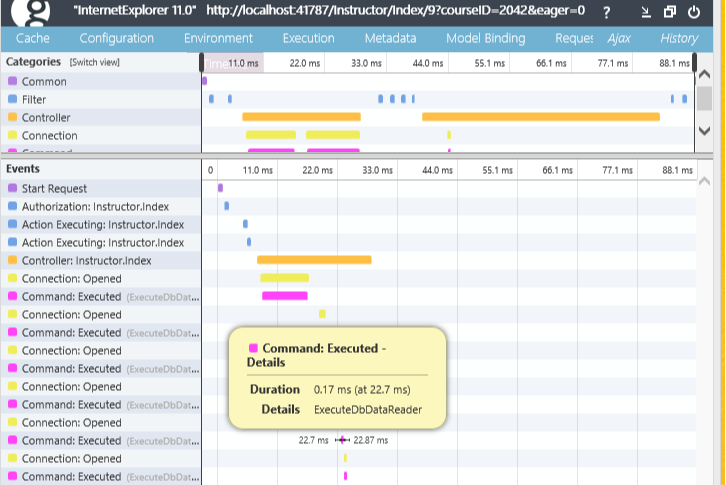 g "InternetExplorer 11.0" http://localhost:41787/Instructor/Index/9?courseID=2042&eager=0 ?
Cache Configuration Environment Execution Metadata Model Binding Reques Ajax History
Categories [Switch view] Time 11.0 ms 22.0 ms 33.0 ms 44.0 ms 55.1 ms 66.1 ms 77.1 ms 88.1 ms
Common
Filter
Controller
Connection
Command
Events 0 11.0 ms 22.0 ms 33.0 ms 44.0 ms 55.1 ms 66.1 ms 77.1 ms 88.1 ms
Start Request
Authorization: Instructor.Index
Action Executing: Instructor.Index
Action Executing: Instructor.Index
Controller: Instructor.Index
Connection: Opened
Command: Executed (ExecuteDbDat...
Connection: Opened
Command: Executed (ExecuteDbDat...
Connection: Opened
Command: Executed (ExecuteDbDat...
Connection: Opened
Command: Executed (ExecuteDbDat...
Connection: Opened
Command: Executed (ExecuteDbDat... 22.7 ms 22.87 ms
Connection: Opened
Command: Executed (ExecuteDbDat...
Command: Executed -
Details
Duration 0.17 ms (at 22.7 ms)
Details ExecuteDbDataReader